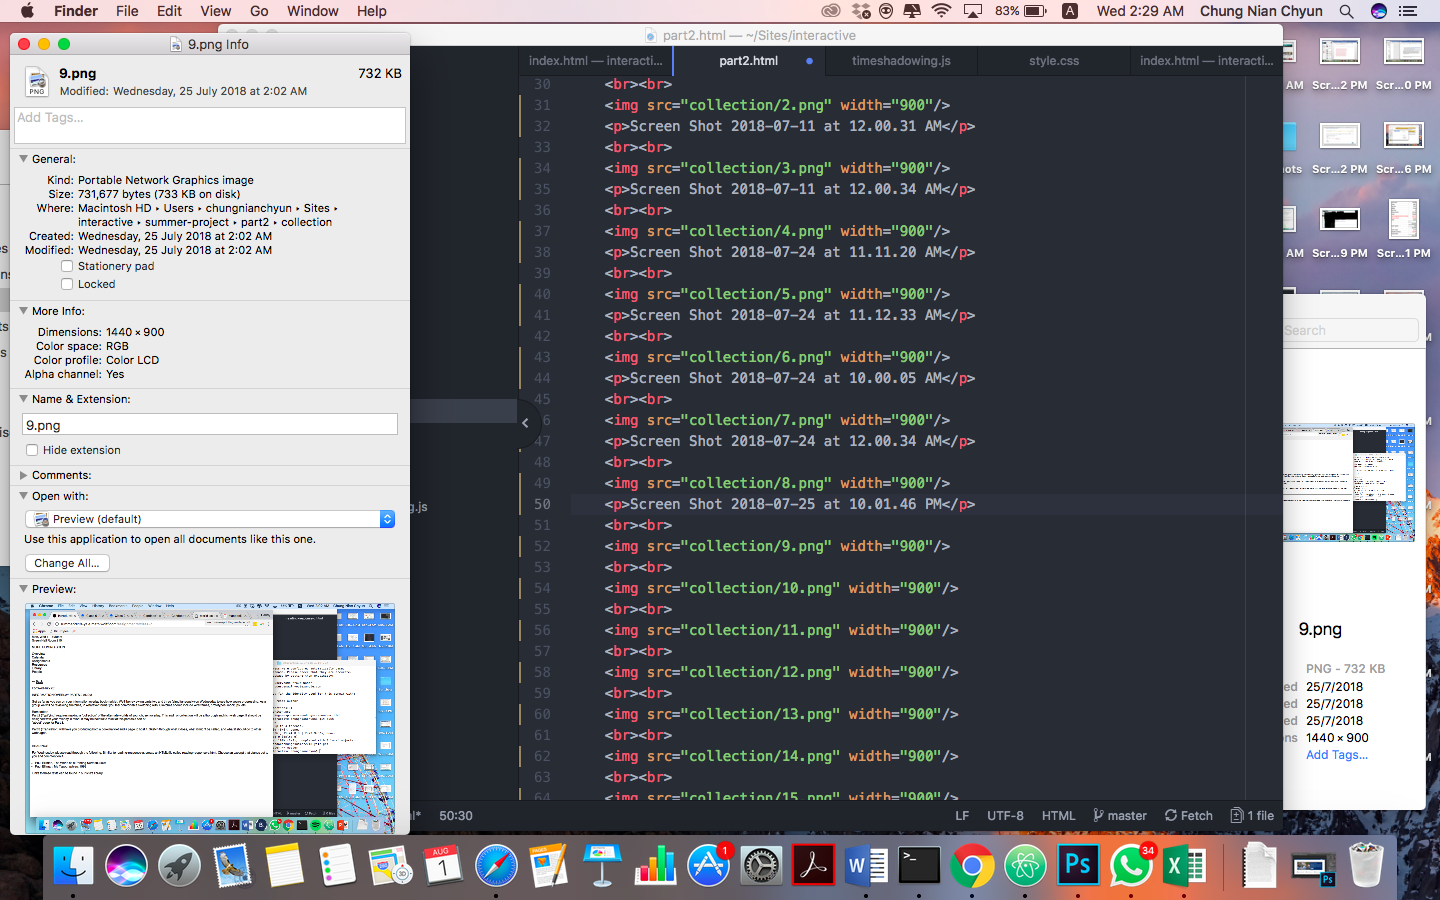 Finder File Edit View Go Window Help
83% A Wed 2:29 AM Chung Nian Chyun
9.png Info
PNG
9.png 732 KB
Modified: Wednesday, 25 July 2018 at 2:02 AM
Add Tags...
General:
Kind: Portable Network Graphics image
Size: 731,677 bytes (733 KB on disk)
Where: Macintosh HD ‣ Users ‣ chungnianchyun ‣ Sites ‣
interactive ‣ summer-project ‣ part2 ‣ collection
Created: Wednesday, 25 July 2018 at 2:02 AM
Modified: Wednesday, 25 July 2018 at 2:02 AM
Stationery pad
Locked
More Info:
Dimensions: 1440 × 900
Color space: RGB
Color profile: Color LCD
Alpha channel: Yes
Name & Extension:
9.png
Hide extension
Comments:
Open with:
Preview (default)
Use this application to open all documents like this one.
Change All...
Preview:
part2.html — ~/Sites/interactive
index.html — interacti... part2.html timeshadowing.js style.css index.html — interacti...
30 <br><br>
31 <img src="collection/2.png" width="900"/>
32 <p>Screen Shot 2018-07-11 at 12.00.31 AM</p>
33 <br><br>
34 <img src="collection/3.png" width="900"/>
35 <p>Screen Shot 2018-07-11 at 12.00.34 AM</p>
36 <br><br>
37 <img src="collection/4.png" width="900"/>
38 <p>Screen Shot 2018-07-24 at 11.11.20 AM</p>
39 <br><br>
40 <img src="collection/5.png" width="900"/>
41 <p>Screen Shot 2018-07-24 at 11.12.33 AM</p>
42 <br><br>
43 <img src="collection/6.png" width="900"/>
44 <p>Screen Shot 2018-07-24 at 10.00.05 AM</p>
45 <br><br>
6 <img src="collection/7.png" width="900"/>
47 <p>Screen Shot 2018-07-24 at 12.00.34 AM</p>
48 <br><br>
49 <img src="collection/8.png" width="900"/>
50 <p>Screen Shot 2018-07-25 at 10.01.46 PM</p>
51 <br><br>
52 <img src="collection/9.png" width="900"/>
53 <br><br>
54 <img src="collection/10.png" width="900"/>
55 <br><br>
56 <img src="collection/11.png" width="900"/>
57 <br><br>
58 <img src="collection/12.png" width="900"/>
59 <br><br>
60 <img src="collection/13.png" width="900"/>
61 <br><br>
62 <img src="collection/14.png" width="900"/>
63 <br><br>
64 <img src="collection/15.png" width="900"/>
g.js
ml* 50:30 LF UTF-8 HTML master Fetch 1 file
AM Scr...2 PM Scr...0 PM
ots Scr...2 PM Scr...6 PM
AM Scr...9 PM Scr...1 PM
Search
9.png
PNG - 732 KB
ed 25/7/2018
ed 25/7/2018
ed 25/7/2018
ns 1440 × 900
Add Tags...
AUG
1
PAGES
3D
1
W
>_
Ps
34
X
Ps